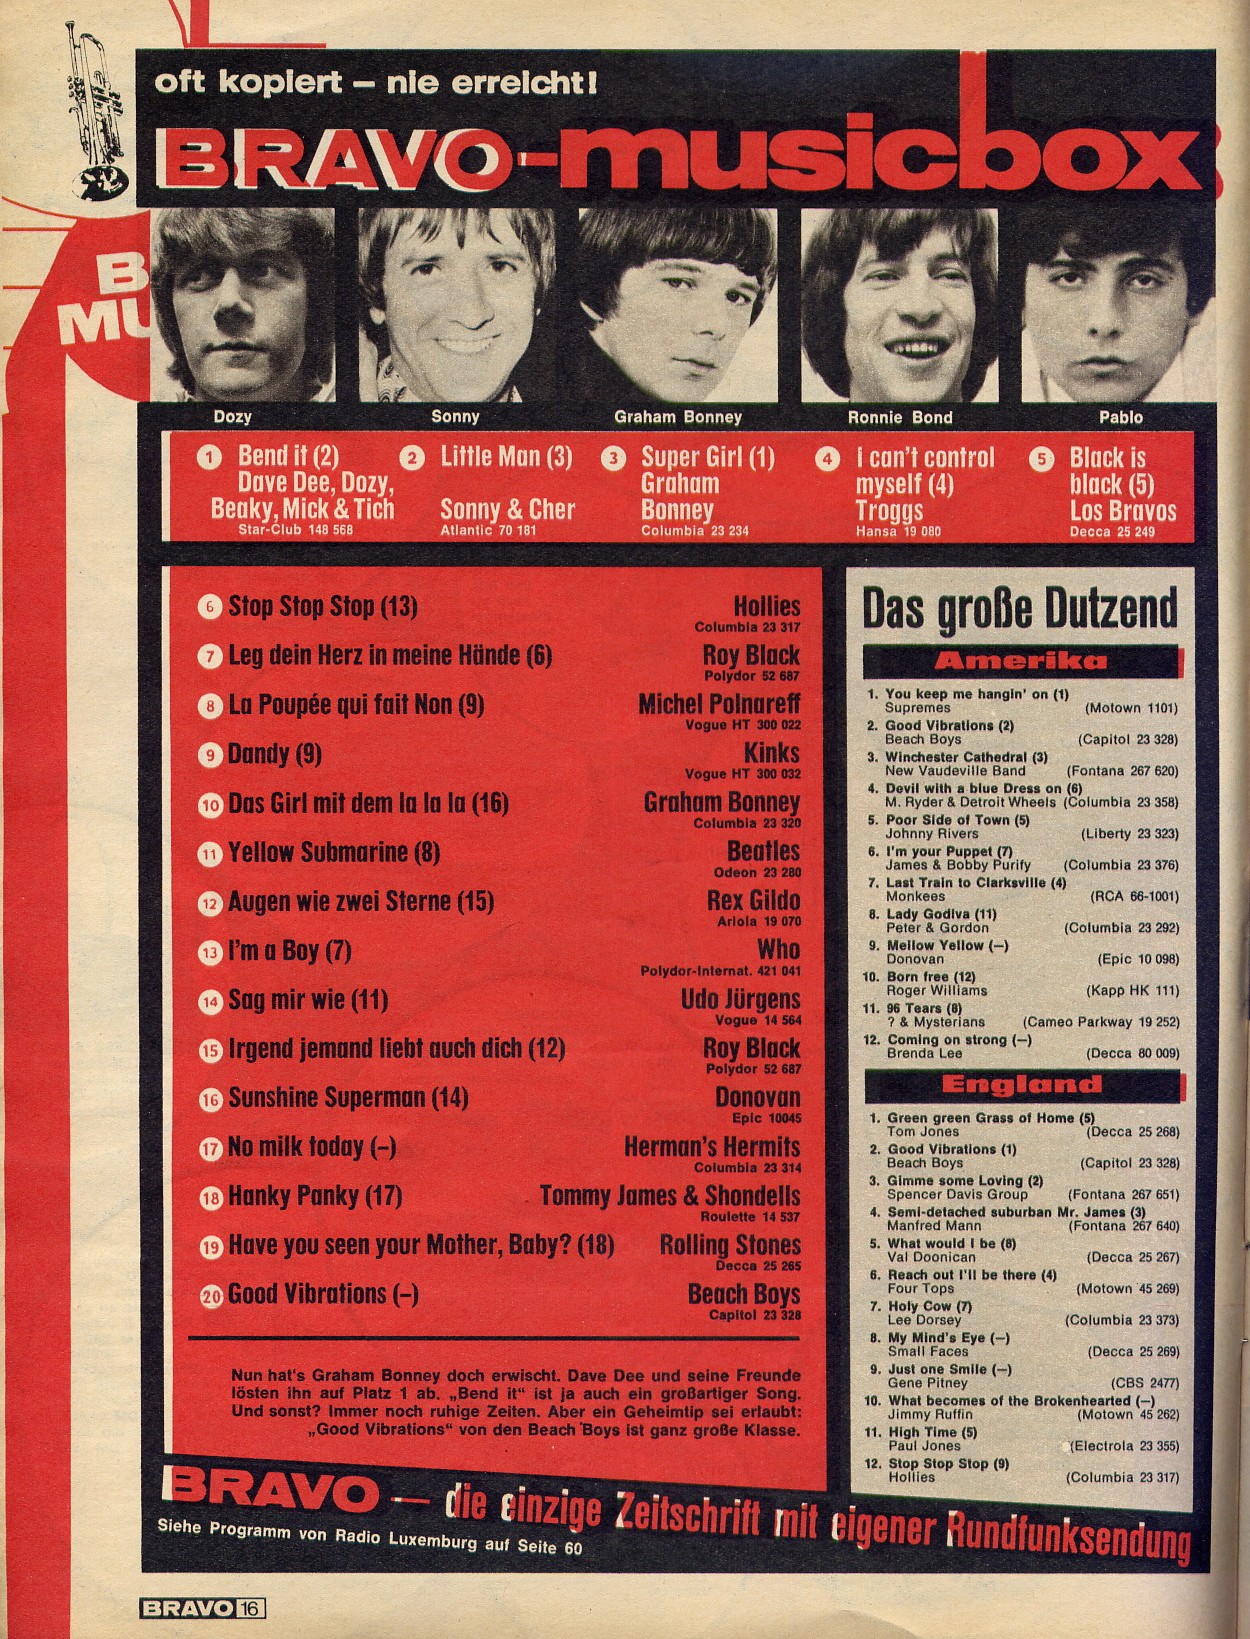 oft kopiert – nie erreicht!
BRAVO-musicbox
B
MU
Dozy
Sonny
Graham Bonney
Ronnie Bond
Pablo
1 Bend it (2)
Dave Dee, Dozy,
Beaky, Mick & Tich
Star-Club 148 568
2 Little Man (3)
Sonny & Cher
Atlantic 70 181
3 Super Girl (1)
Graham
Bonney
Columbia 23 234
4 I can't control
myself (4)
Troggs
Hansa 19 080
5 Black is
black (5)
Los Bravos
Decca 25 249
6 Stop Stop Stop (13) Hollies
Columbia 23 317
7 Leg dein Herz in meine Hände (6) Roy Black
Polydor 52 687
8 La Poupée qui fait Non (9) Michel Polnareff
Vogue HT 300 022
9 Dandy (9) Kinks
Vogue HT 300 032
10 Das Girl mit dem la la la (16) Graham Bonney
Columbia 23 320
11 Yellow Submarine (8) Beatles
Odeon 23 280
12 Augen wie zwei Sterne (15) Rex Gildo
Ariola 19 070
13 I'm a Boy (7) Who
Polydor-Internat. 421 041
14 Sag mir wie (11) Udo Jürgens
Vogue 14 564
15 Irgend jemand liebt auch dich (12) Roy Black
Polydor 52 687
16 Sunshine Superman (14) Donovan
Epic 10045
17 No milk today (–) Herman's Hermits
Columbia 23 314
18 Hanky Panky (17) Tommy James & Shondells
Roulette 14 537
19 Have you seen your Mother, Baby? (18) Rolling Stones
Decca 25 265
20 Good Vibrations (–) Beach Boys
Capitol 23 328
Nun hat's Graham Bonney doch erwischt. Dave Dee und seine Freunde
lösten ihn auf Platz 1 ab. „Bend it“ ist ja auch ein großartiger Song.
Und sonst? Immer noch ruhige Zeiten. Aber ein Geheimtip sei erlaubt:
„Good Vibrations“ von den Beach Boys ist ganz große Klasse.
Das große Dutzend
Amerika
1. You keep me hangin' on (1)
Supremes (Motown 1101)
2. Good Vibrations (2)
Beach Boys (Capitol 23 328)
3. Winchester Cathedral (3)
New Vaudeville Band (Fontana 267 620)
4. Devil with a blue Dress on (6)
M. Ryder & Detroit Wheels (Columbia 23 358)
5. Poor Side of Town (5)
Johnny Rivers (Liberty 23 323)
6. I'm your Puppet (7)
James & Bobby Purify (Columbia 23 376)
7. Last Train to Clarksville (4)
Monkees (RCA 66-1001)
8. Lady Godiva (11)
Peter & Gordon (Columbia 23 292)
9. Mellow Yellow (–)
Donovan (Epic 10 098)
10. Born free (12)
Roger Williams (Kapp HK 111)
11. 96 Tears (8)
? & Mysterians (Cameo Parkway 19 252)
12. Coming on strong (–)
Brenda Lee (Decca 80 009)
England
1. Green green Grass of Home (5)
Tom Jones (Decca 25 268)
2. Good Vibrations (1)
Beach Boys (Capitol 23 328)
3. Gimme some Loving (2)
Spencer Davis Group (Fontana 267 651)
4. Semi-detached suburban Mr. James (3)
Manfred Mann (Fontana 267 640)
5. What would I be (8)
Val Doonican (Decca 25 267)
6. Reach out I'll be there (4)
Four Tops (Motown 45 269)
7. Holy Cow (7)
Lee Dorsey (Columbia 23 373)
8. My Mind's Eye (–)
Small Faces (Decca 25 269)
9. Just one Smile (–)
Gene Pitney (CBS 2477)
10. What becomes of the Brokenhearted (–)
Jimmy Ruffin (Motown 45 262)
11. High Time (5)
Paul Jones (Electrola 23 355)
12. Stop Stop Stop (9)
Hollies (Columbia 23 317)
BRAVO – die einzige Zeitschrift mit eigener Rundfunksendung
Siehe Programm von Radio Luxemburg auf Seite 60
BRAVO 16